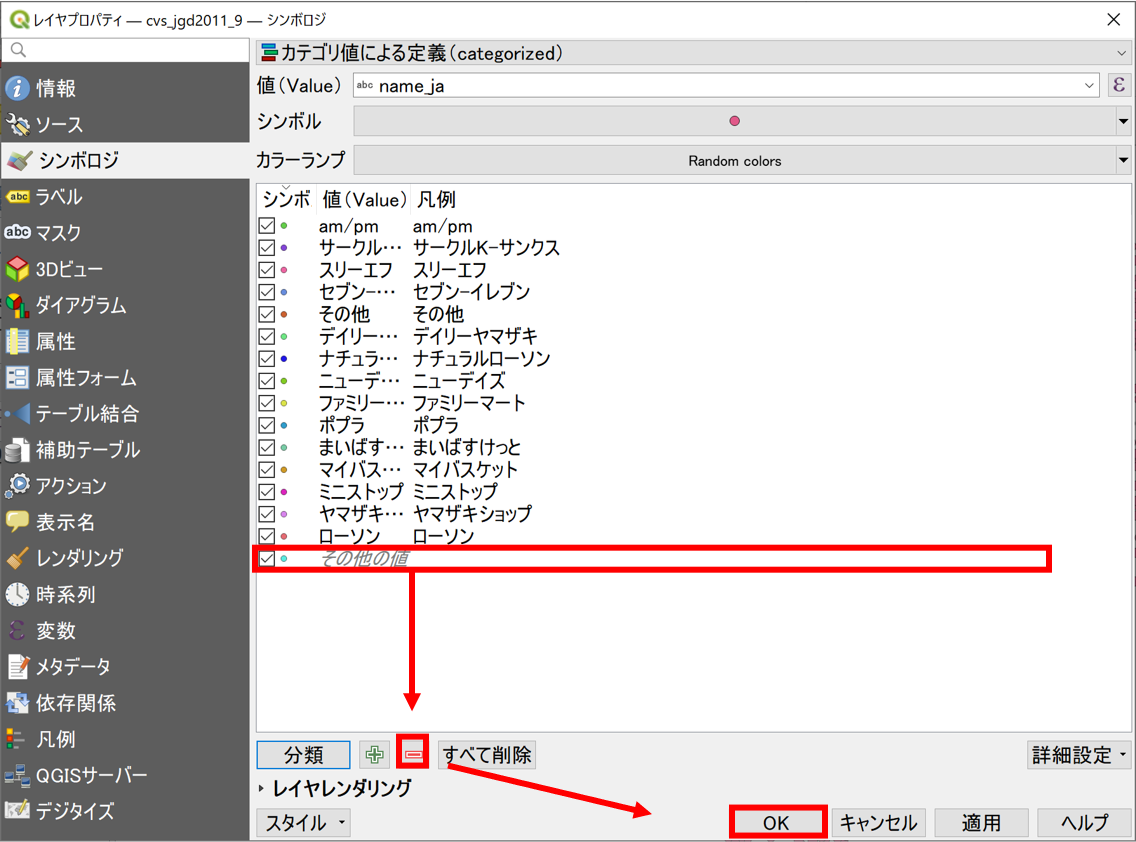 レイヤプロパティ — cvs_jgd2011_9 — シンボロジ
情報
ソース
シンボロジ
abc ラベル
abc マスク
3Dビュー
ダイアグラム
属性
属性フォーム
テーブル結合
補助テーブル
アクション
表示名
レンダリング
時系列
ε 変数
メタデータ
依存関係
凡例
QGISサーバー
デジタイズ
カテゴリ値による定義(categorized)
値(Value) abc name_ja ε
シンボル
カラーランプ Random colors
シンボ 値(Value) 凡例
am/pm am/pm
サークル… サークルK-サンクス
スリーエフ スリーエフ
セブン-… セブン-イレブン
その他 その他
デイリー… デイリーヤマザキ
ナチュラ… ナチュラルローソン
ニューデ… ニューデイズ
ファミリー… ファミリーマート
ポプラ ポプラ
まいばす… まいばすけっと
マイバス… マイバスケット
ミニストップ ミニストップ
ヤマザキ… ヤマザキショップ
ローソン ローソン
その他の値
分類 すべて削除 詳細設定
レイヤレンダリング
スタイル OK キャンセル 適用 ヘルプ